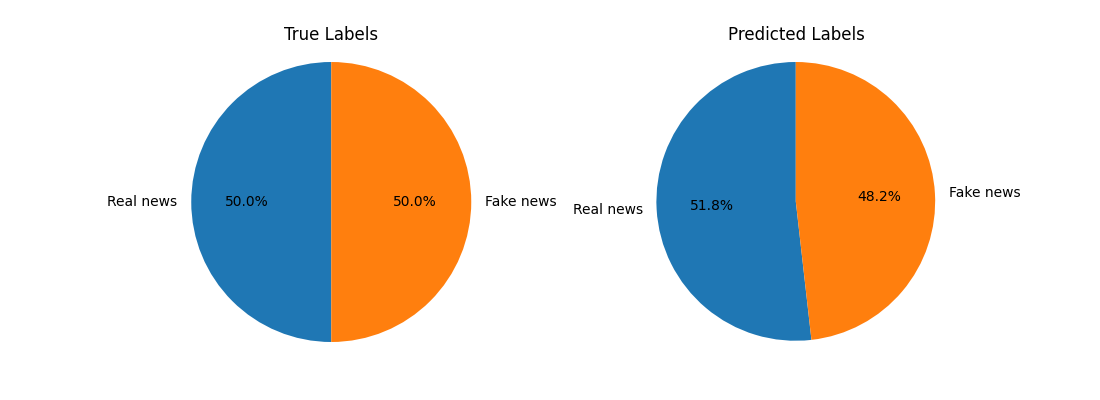 True Labels
Real news
50.0%
50.0%
Fake news
Predicted Labels
Real news
51.8%
48.2%
Fake news